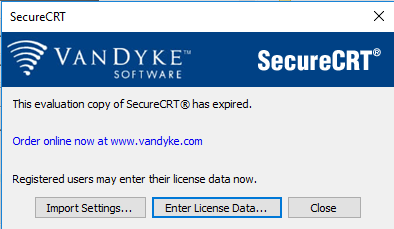 SecureCRT
VANDYKE™
SOFTWARE
SecureCRT®
This evaluation copy of SecureCRT® has expired.
Order online now at www.vandyke.com
Registered users may enter their license data now.
Import Settings...
Enter License Data...
Close